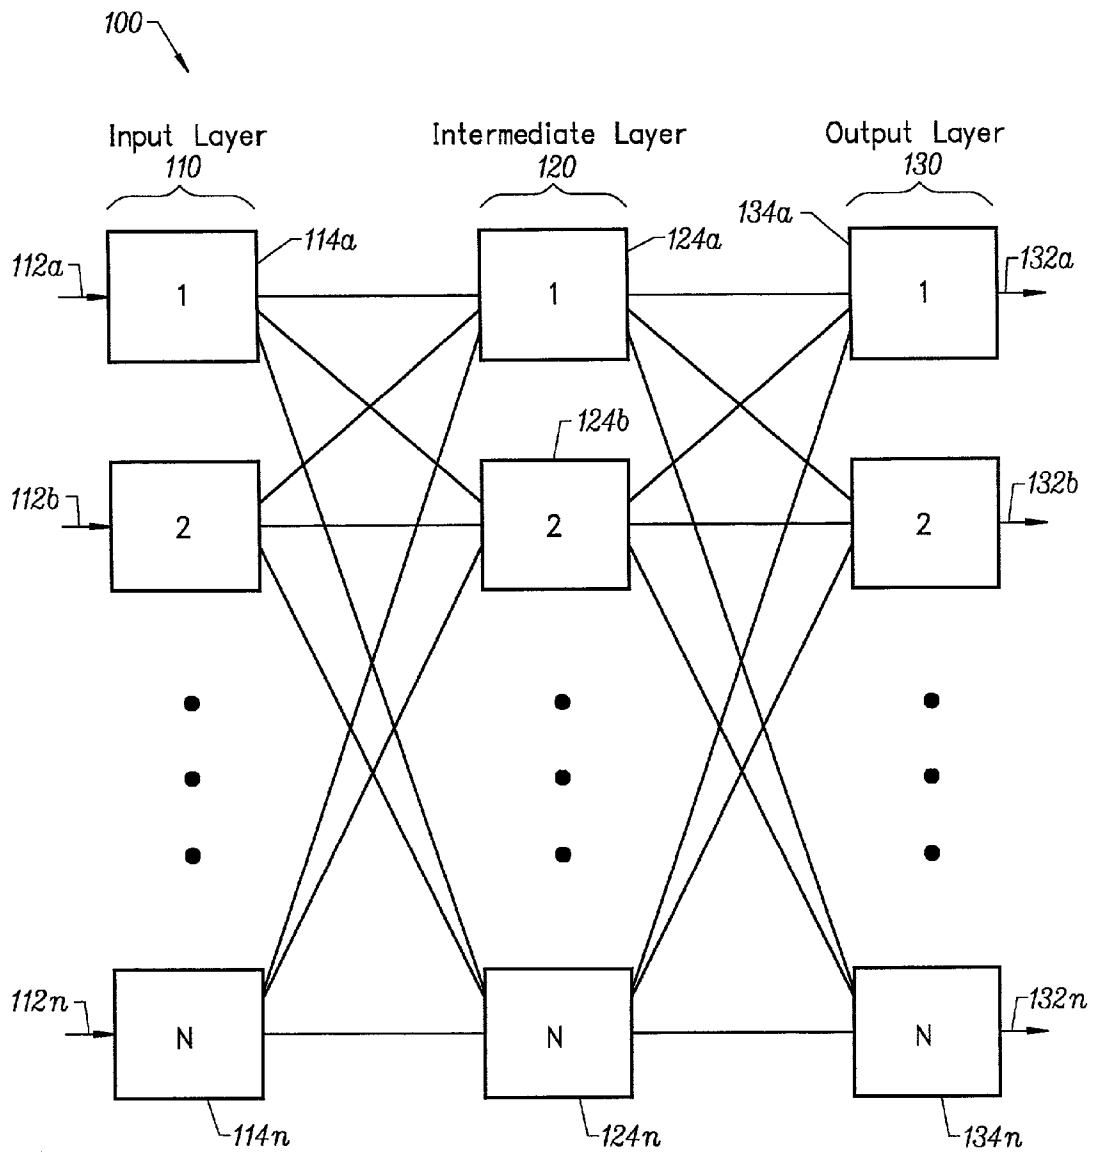 100
Input Layer
110
Intermediate Layer
120
Output Layer
130
112a
114a
124a
134a
132a
1
1
1
112b
124b
132b
2
2
2
112n
132n
N
N
N
114n
124n
134n